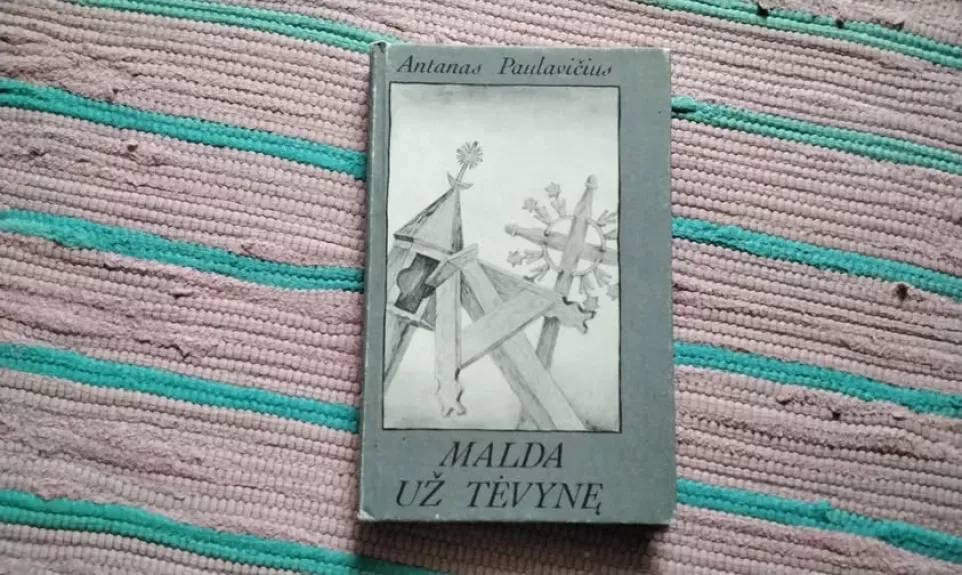 Antanas Paulavičius
MALDA
UŽ TĖVYNĘ